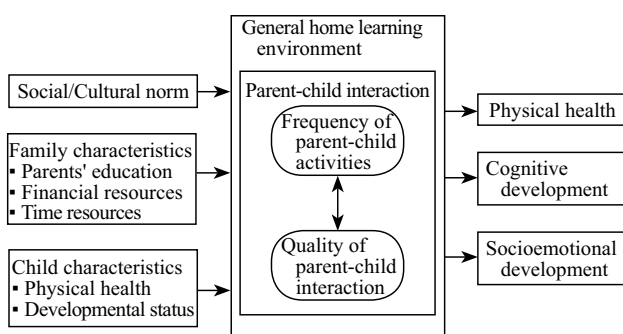 General home learning
environment
Social/Cultural norm
Family characteristics
▪ Parents' education
▪ Financial resources
▪ Time resources
Child characteristics
▪ Physical health
▪ Developmental status
Parent-child interaction
Frequency of
parent-child
activities
Quality of
parent-child
interaction
Physical health
Cognitive
development
Socioemotional
development